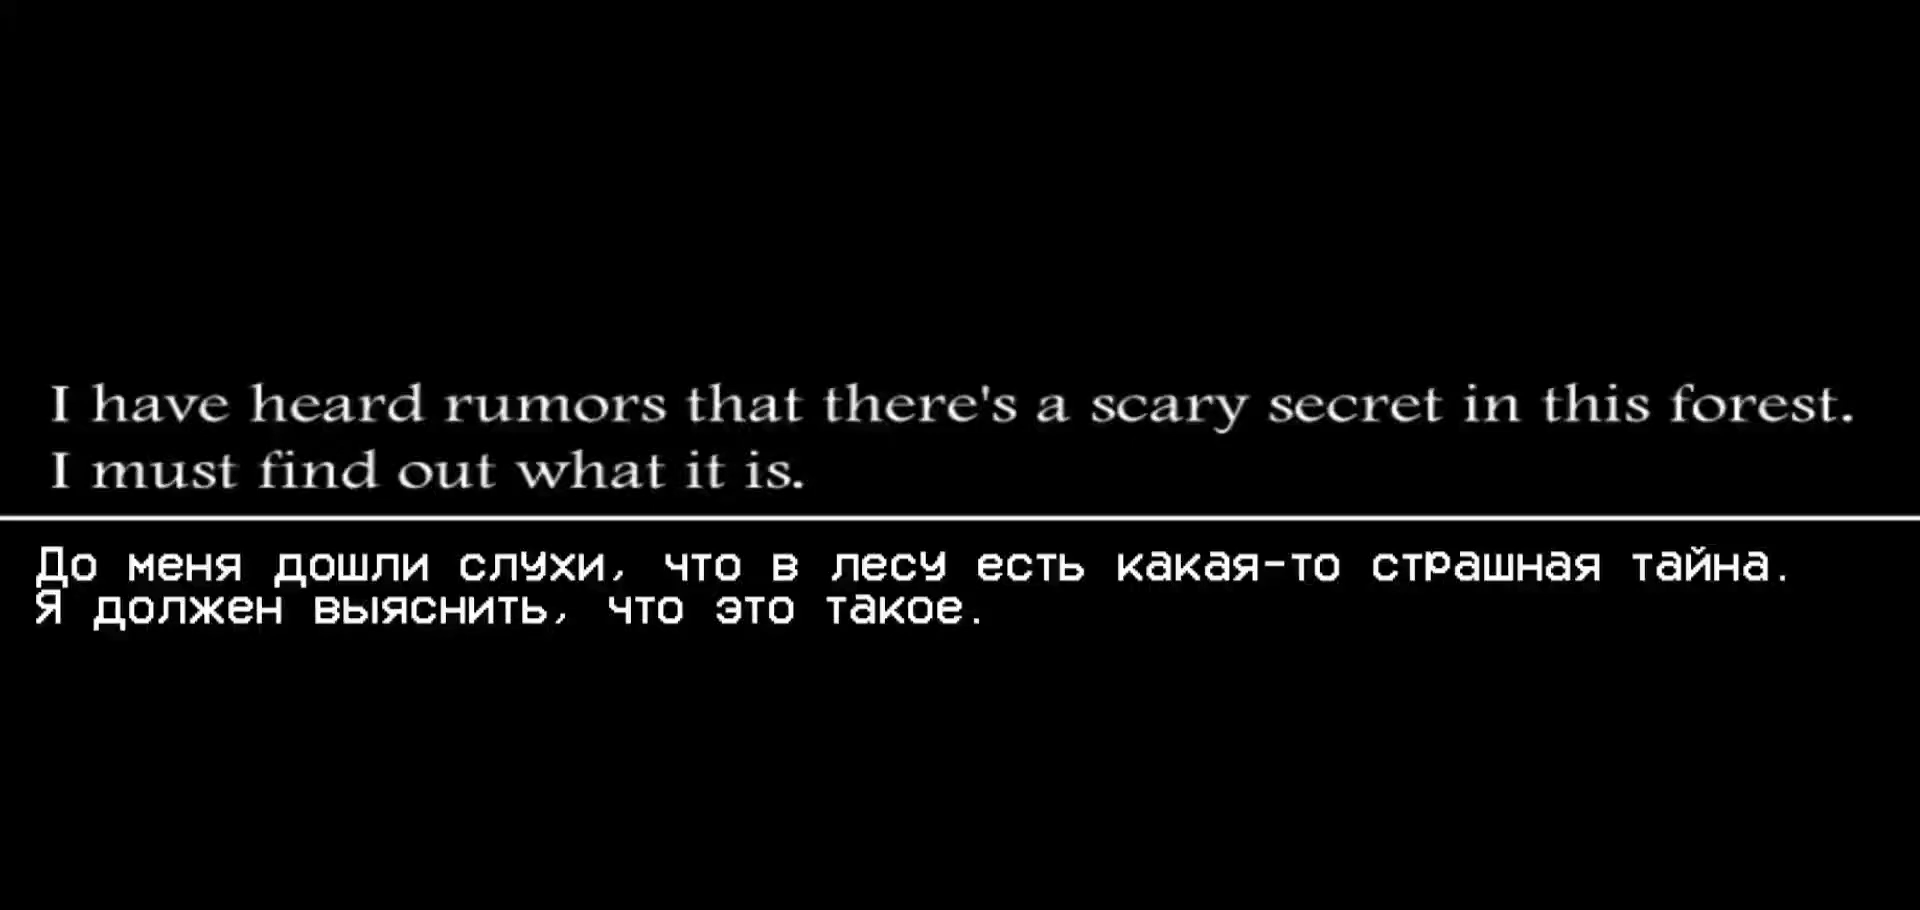 I have heard rumors that there's a scary secret in this forest.
I must find out what it is.
До меня дошли слухи, что в лесу есть какая-то страшная тайна.
Я должен выяснить, что это такое.